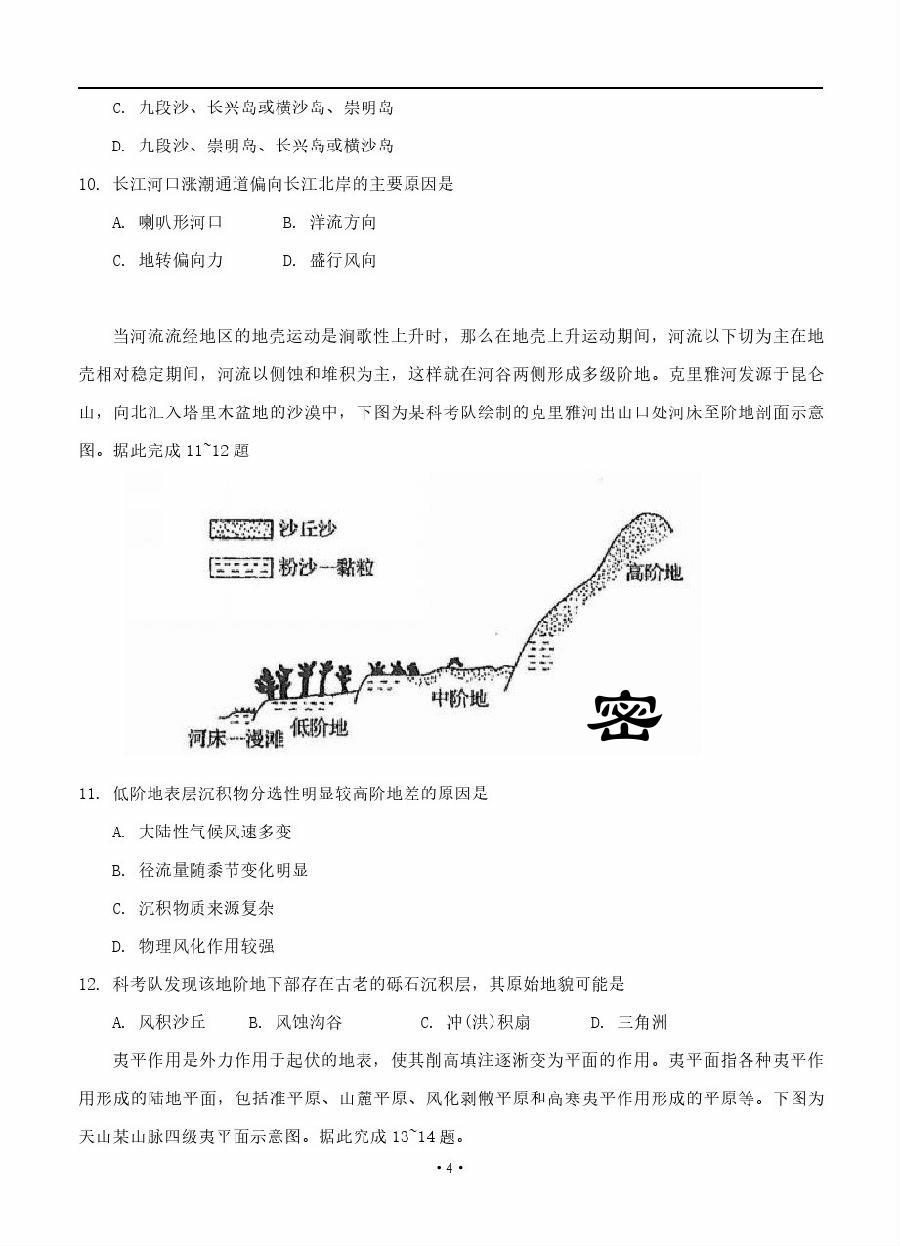 C. 九段沙、长兴岛或横沙岛、崇明岛
D. 九段沙、崇明岛、长兴岛或横沙岛
10. 长江河口涨潮通道偏向长江北岸的主要原因是
A. 喇叭形河口 B. 洋流方向
C. 地转偏向力 D. 盛行风向
当河流流经地区的地壳运动是涧歌性上升时，那么在地壳上升运动期间，河流以下切为主在地
壳相对稳定期间，河流以侧蚀和堆积为主，这样就在河谷两侧形成多级阶地。克里雅河发源于昆仑
山，向北汇入塔里木盆地的沙漠中，下图为某科考队绘制的克里雅河出山口处河床至阶地剖面示意
图。据此完成 11~12 题
沙丘沙
粉沙一黏粒
高阶地
中阶地
低阶地
河床一漫滩
密
11. 低阶地表层沉积物分选性明显较高阶地差的原因是
A. 大陆性气候风速多变
B. 径流量随黍节变化明显
C. 沉积物质来源复杂
D. 物理风化作用较强
12. 科考队发现该地阶地下部存在古老的砾石沉积层，其原始地貌可能是
A. 风积沙丘 B. 风蚀沟谷 C. 冲(洪)积扇 D. 三角洲
夷平作用是外力作用于起伏的地表，使其削高填注逐渐变为平面的作用。夷平面指各种夷平作
用形成的陆地平面，包括准平原、山麓平原、风化剥僌平原和高寒夷平作用形成的平原等。下图为
天山某山脉四级夷平面示意图。据此完成 13~14 题。
• 4 •